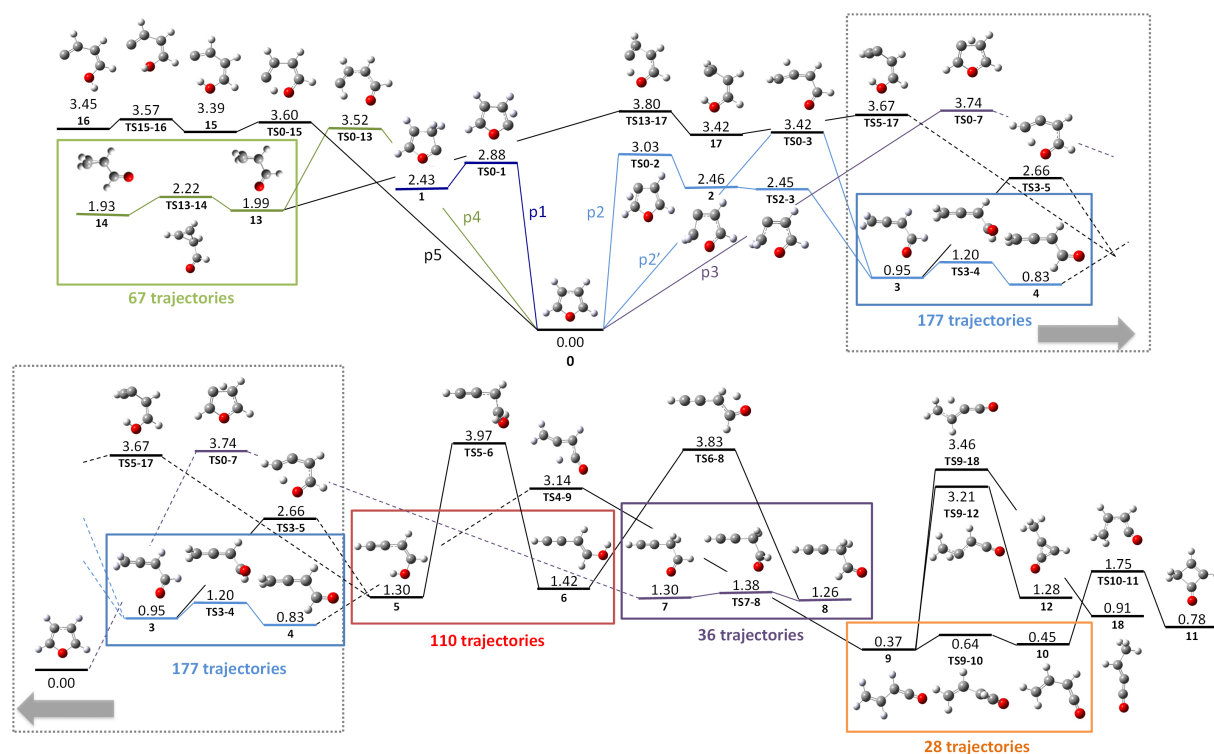 3.45
16
3.57
TS15-16
3.39
15
3.60
TS0-15
3.52
TS0-13
2.43
1
2.88
TS0-1
3.80
TS13-17
3.42
17
3.42
TS0-3
3.67
TS5-17
3.74
TS0-7
3.03
TS0-2
2.46
2
2.45
TS2-3
2.66
TS3-5
1.93
14
2.22
TS13-14
1.99
13
67 trajectories
p5
p4
p1
p2
p2’
p3
0.00
0
0.95
3
1.20
TS3-4
0.83
4
177 trajectories
3.67
TS5-17
3.74
TS0-7
2.66
TS3-5
0.95
3
1.20
TS3-4
0.83
4
0.00
177 trajectories
3.97
TS5-6
3.14
TS4-9
3.83
TS6-8
1.30
5
1.42
6
110 trajectories
1.30
7
1.38
TS7-8
1.26
8
36 trajectories
3.46
TS9-18
3.21
TS9-12
1.28
12
0.91
18
1.75
TS10-11
0.78
11
0.37
9
0.64
TS9-10
0.45
10
28 trajectories